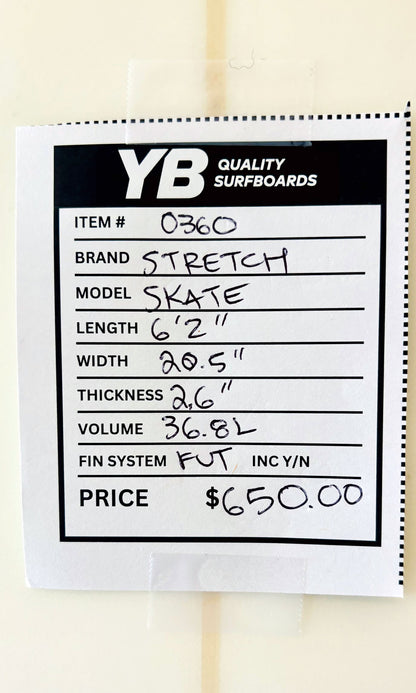 YB QUALITY SURFBOARDS
ITEM # 0360
BRAND STRETCH
MODEL SKATE
LENGTH 6'2"
WIDTH 20.5"
THICKNESS 2.6"
VOLUME 36.8L
FIN SYSTEM FUT INC Y/N
PRICE $650.00